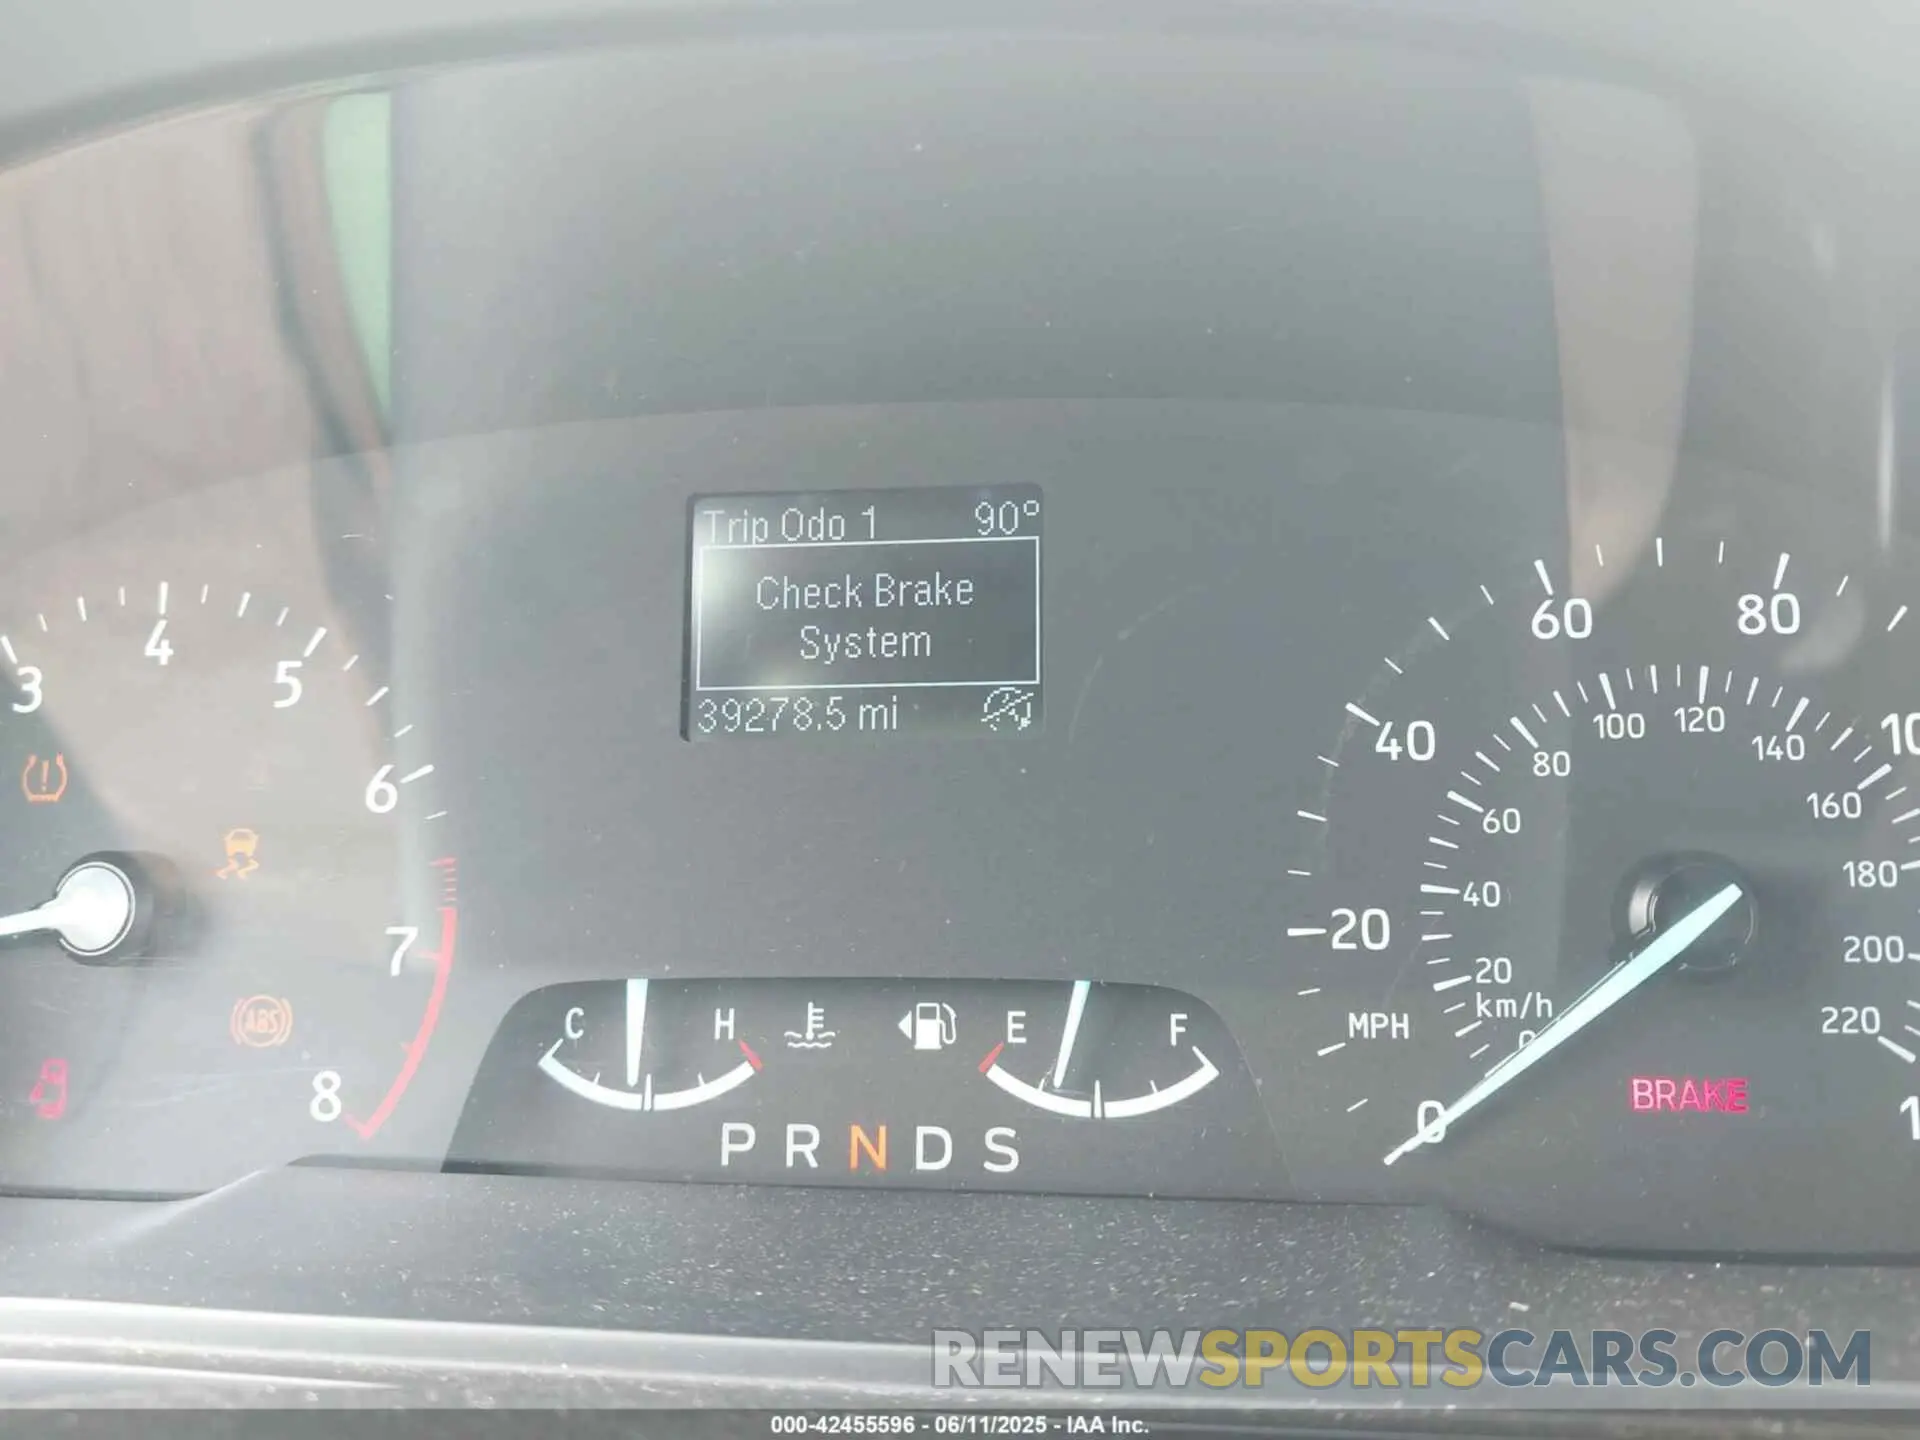 Trip Odo 1 90°
Check Brake
System
39278.5 mi
3 4 5 6 7 8
ABS
C H E F
P R N D S
0 20 40 60 80
MPH
20 40 60 80 100 120 140 160 180 200 220
km/h
BRAKE
RENEWSPORTSCARS.COM
000-42455596 - 06/11/2025 - IAA Inc.